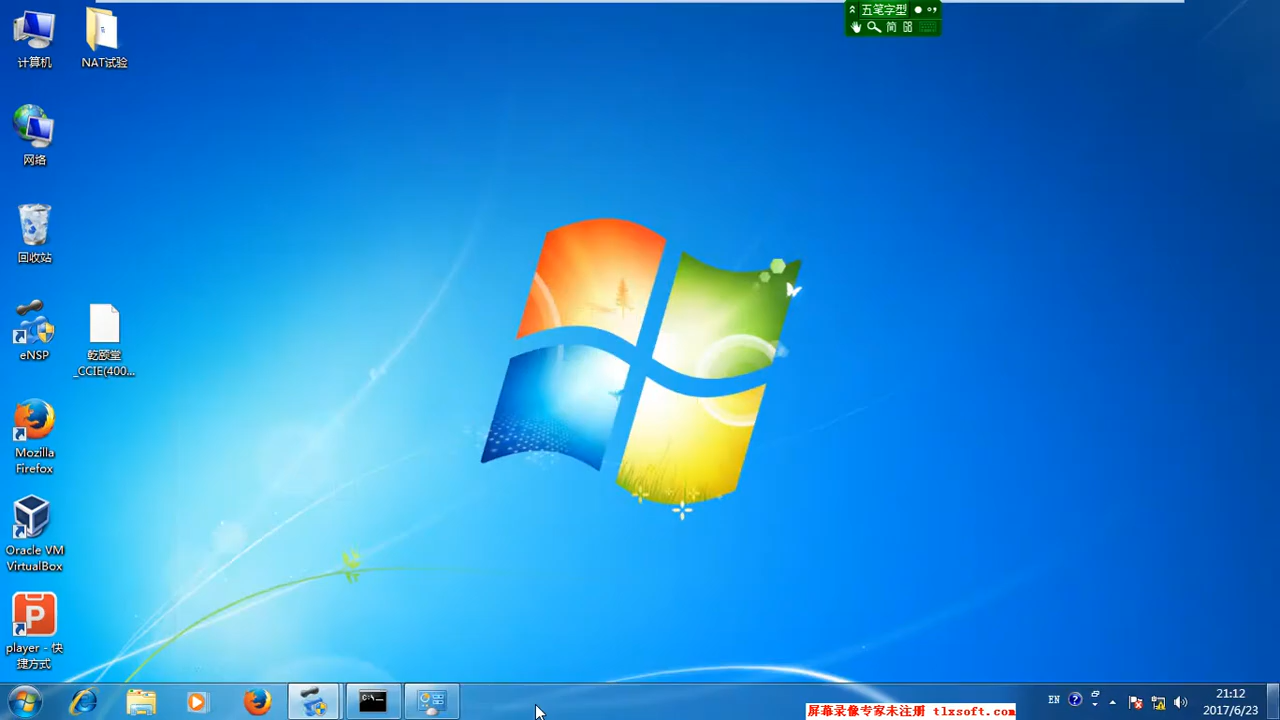 五笔字型
简
计算机
NAT试验
网络
回收站
eNSP
乾颐堂
_CCIE(400...
Mozilla
Firefox
Oracle VM
VirtualBox
player - 快
捷方式
C:\
EN
21:12
2017/6/23
屏幕录像专家未注册 tlxsoft.com